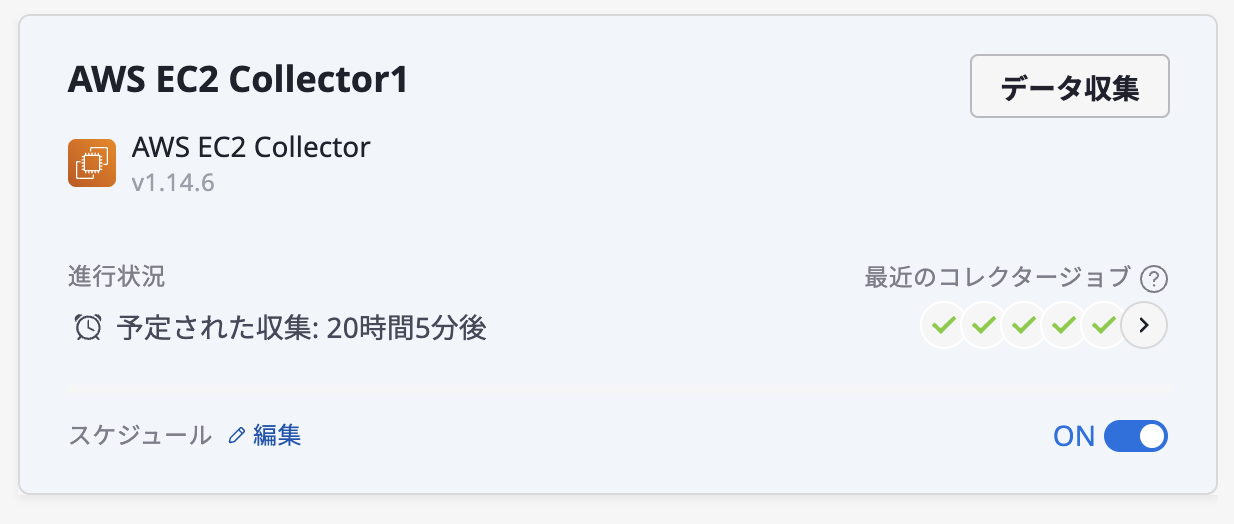 AWS EC2 Collector1
データ収集
AWS EC2 Collector
v1.14.6
進行状況
最近のコレクタージョブ ?
予定された収集: 20時間5分後
スケジュール 編集
ON